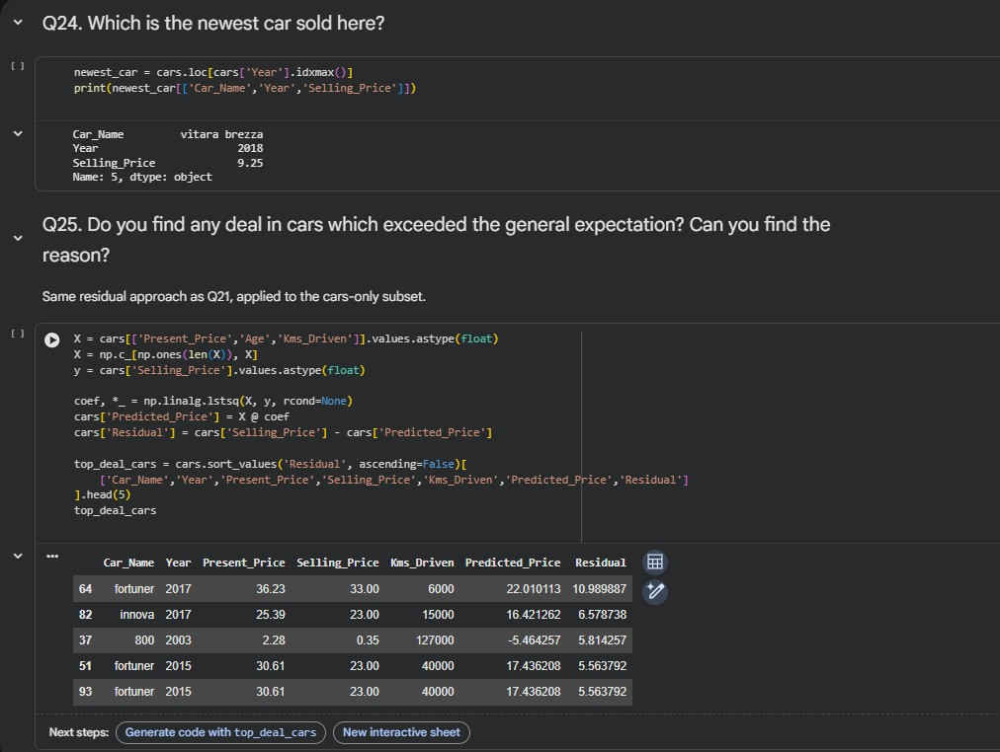 Q24. Which is the newest car sold here?
[ ]
newest_car = cars.loc[cars['Year'].idxmax()]
print(newest_car[['Car_Name','Year','Selling_Price']])
Car_Name        vitara brezza
Year                     2018
Selling_Price            9.25
Name: 5, dtype: object
Q25. Do you find any deal in cars which exceeded the general expectation? Can you find the
reason?
Same residual approach as Q21, applied to the cars-only subset.
[ ]
X = cars[['Present_Price','Age','Kms_Driven']].values.astype(float)
X = np.c_[np.ones(len(X)), X]
y = cars['Selling_Price'].values.astype(float)
coef, *_ = np.linalg.lstsq(X, y, rcond=None)
cars['Predicted_Price'] = X @ coef
cars['Residual'] = cars['Selling_Price'] - cars['Predicted_Price']
top_deal_cars = cars.sort_values('Residual', ascending=False)[
    ['Car_Name','Year','Present_Price','Selling_Price','Kms_Driven','Predicted_Price','Residual']
].head(5)
top_deal_cars
Car_Name Year Present_Price Selling_Price Kms_Driven Predicted_Price Residual
64 fortuner 2017 36.23 33.00 6000 22.010113 10.989887
82 innova 2017 25.39 23.00 15000 16.421262 6.578738
37 800 2003 2.28 0.35 127000 -5.464257 5.814257
51 fortuner 2015 30.61 23.00 40000 17.436208 5.563792
93 fortuner 2015 30.61 23.00 40000 17.436208 5.563792
Next steps: Generate code with top_deal_cars New interactive sheet